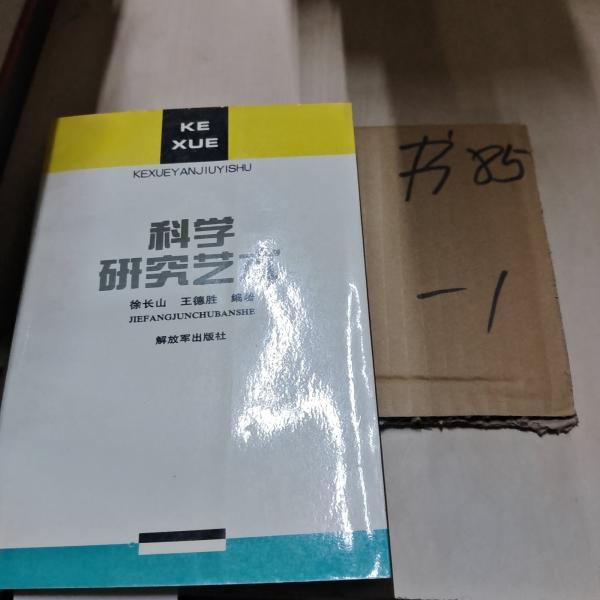 KE
XUE
KEXUEYANJIUYISHU
科学
研究艺术
徐长山 王德胜 编著
JIEFANGJUNCHUBANSHE
解放军出版社
书85
-1